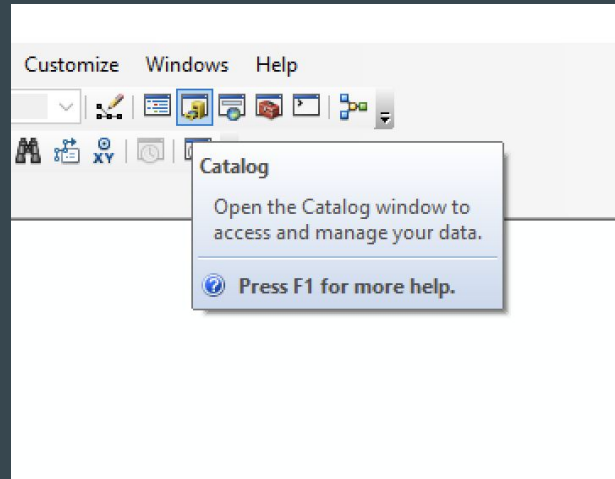 Customize Windows Help
XY
Catalog
Open the Catalog window to
access and manage your data.
Press F1 for more help.